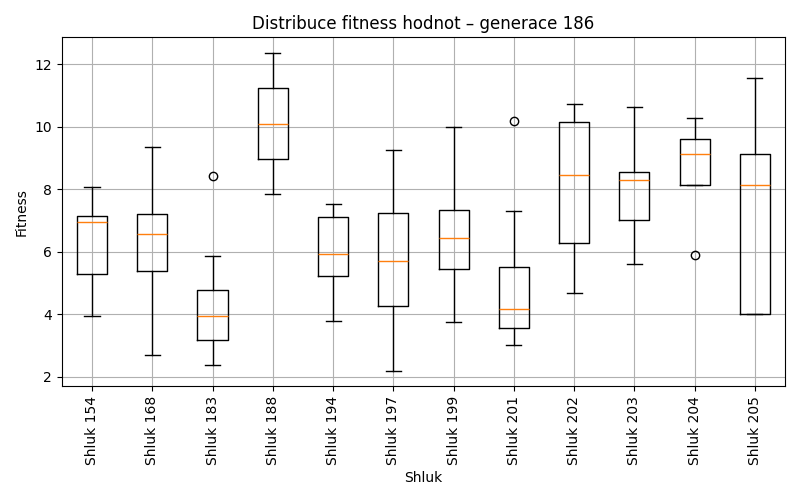 Distribuce fitness hodnot – generace 186
Fitness
12
10
8
6
4
2
Shluk 154
Shluk 168
Shluk 183
Shluk 188
Shluk 194
Shluk 197
Shluk 199
Shluk 201
Shluk 202
Shluk 203
Shluk 204
Shluk 205
Shluk